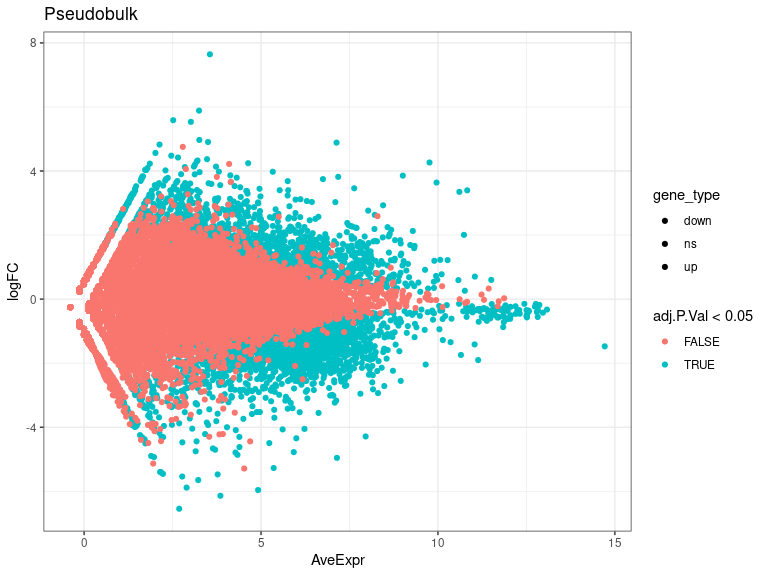 Pseudobulk
8
4
0
-4
logFC
0
5
10
15
AveExpr
gene_type
down
ns
up
adj.P.Val < 0.05
FALSE
TRUE